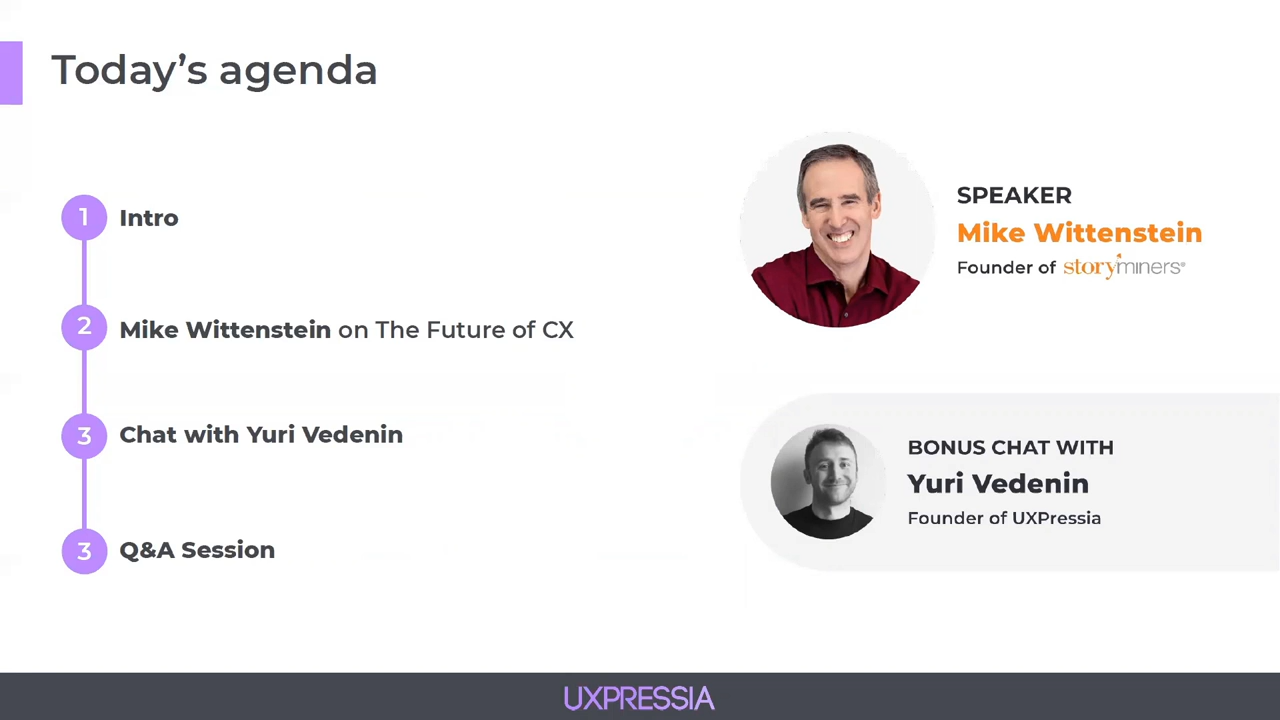 Today’s agenda
1 Intro
2 Mike Wittenstein on The Future of CX
3 Chat with Yuri Vedenin
3 Q&A Session
SPEAKER
Mike Wittenstein
Founder of storyminers®
BONUS CHAT WITH
Yuri Vedenin
Founder of UXPressia
UXPRESSIA